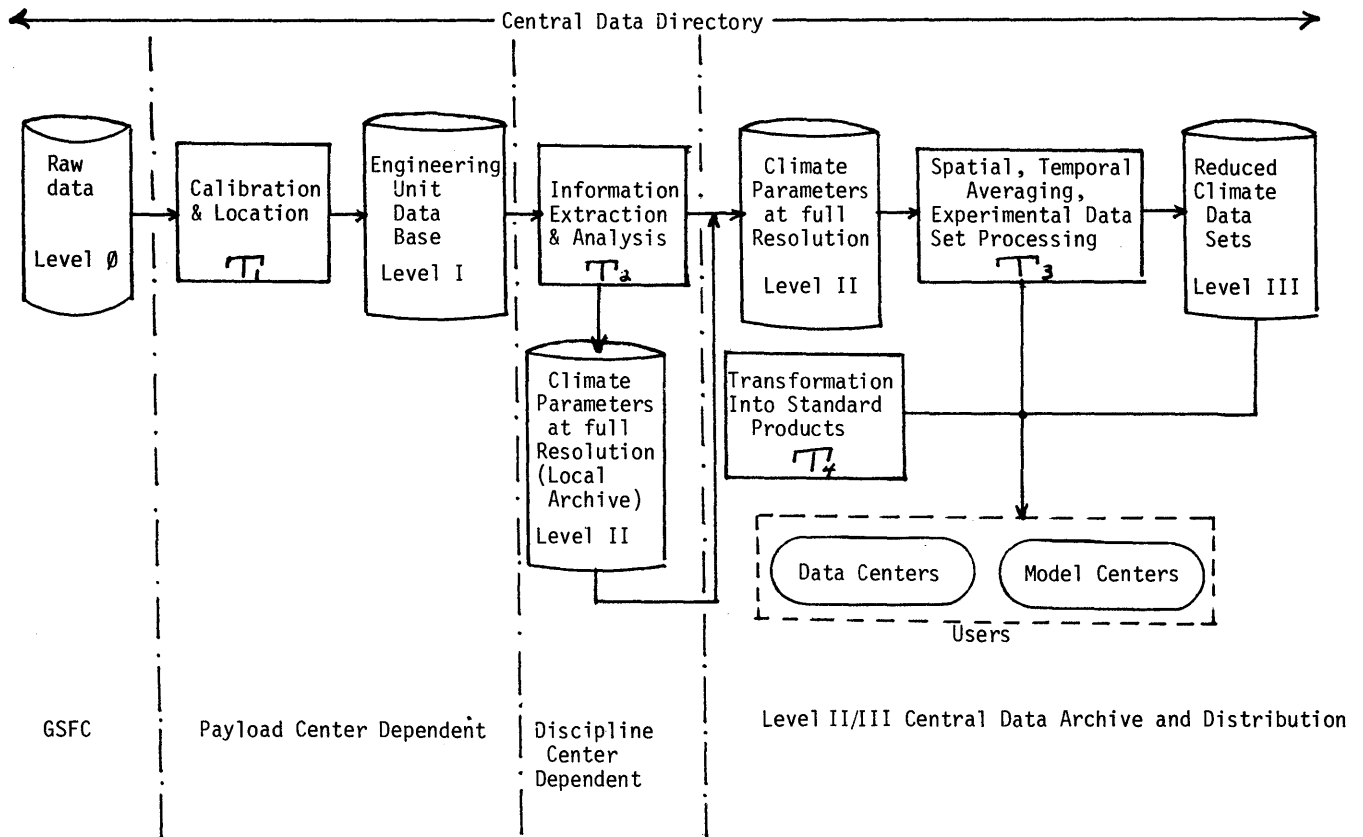 Central Data Directory
Raw
data
Level Ø
Calibration
& Location
T1
Engineering
Unit
Data
Base
Level I
Information
Extraction
& Analysis
T2
Climate
Parameters
at full
Resolution
(Local
Archive)
Level II
Climate
Parameters
at full
Resolution
Level II
Spatial, Temporal
Averaging,
Experimental Data
Set Processing
T3
Reduced
Climate
Data
Sets
Level III
Transformation
Into Standard
Products
T4
Data Centers
Model Centers
Users
GSFC
Payload Center Dependent
Discipline
Center
Dependent
Level II/III Central Data Archive and Distribution